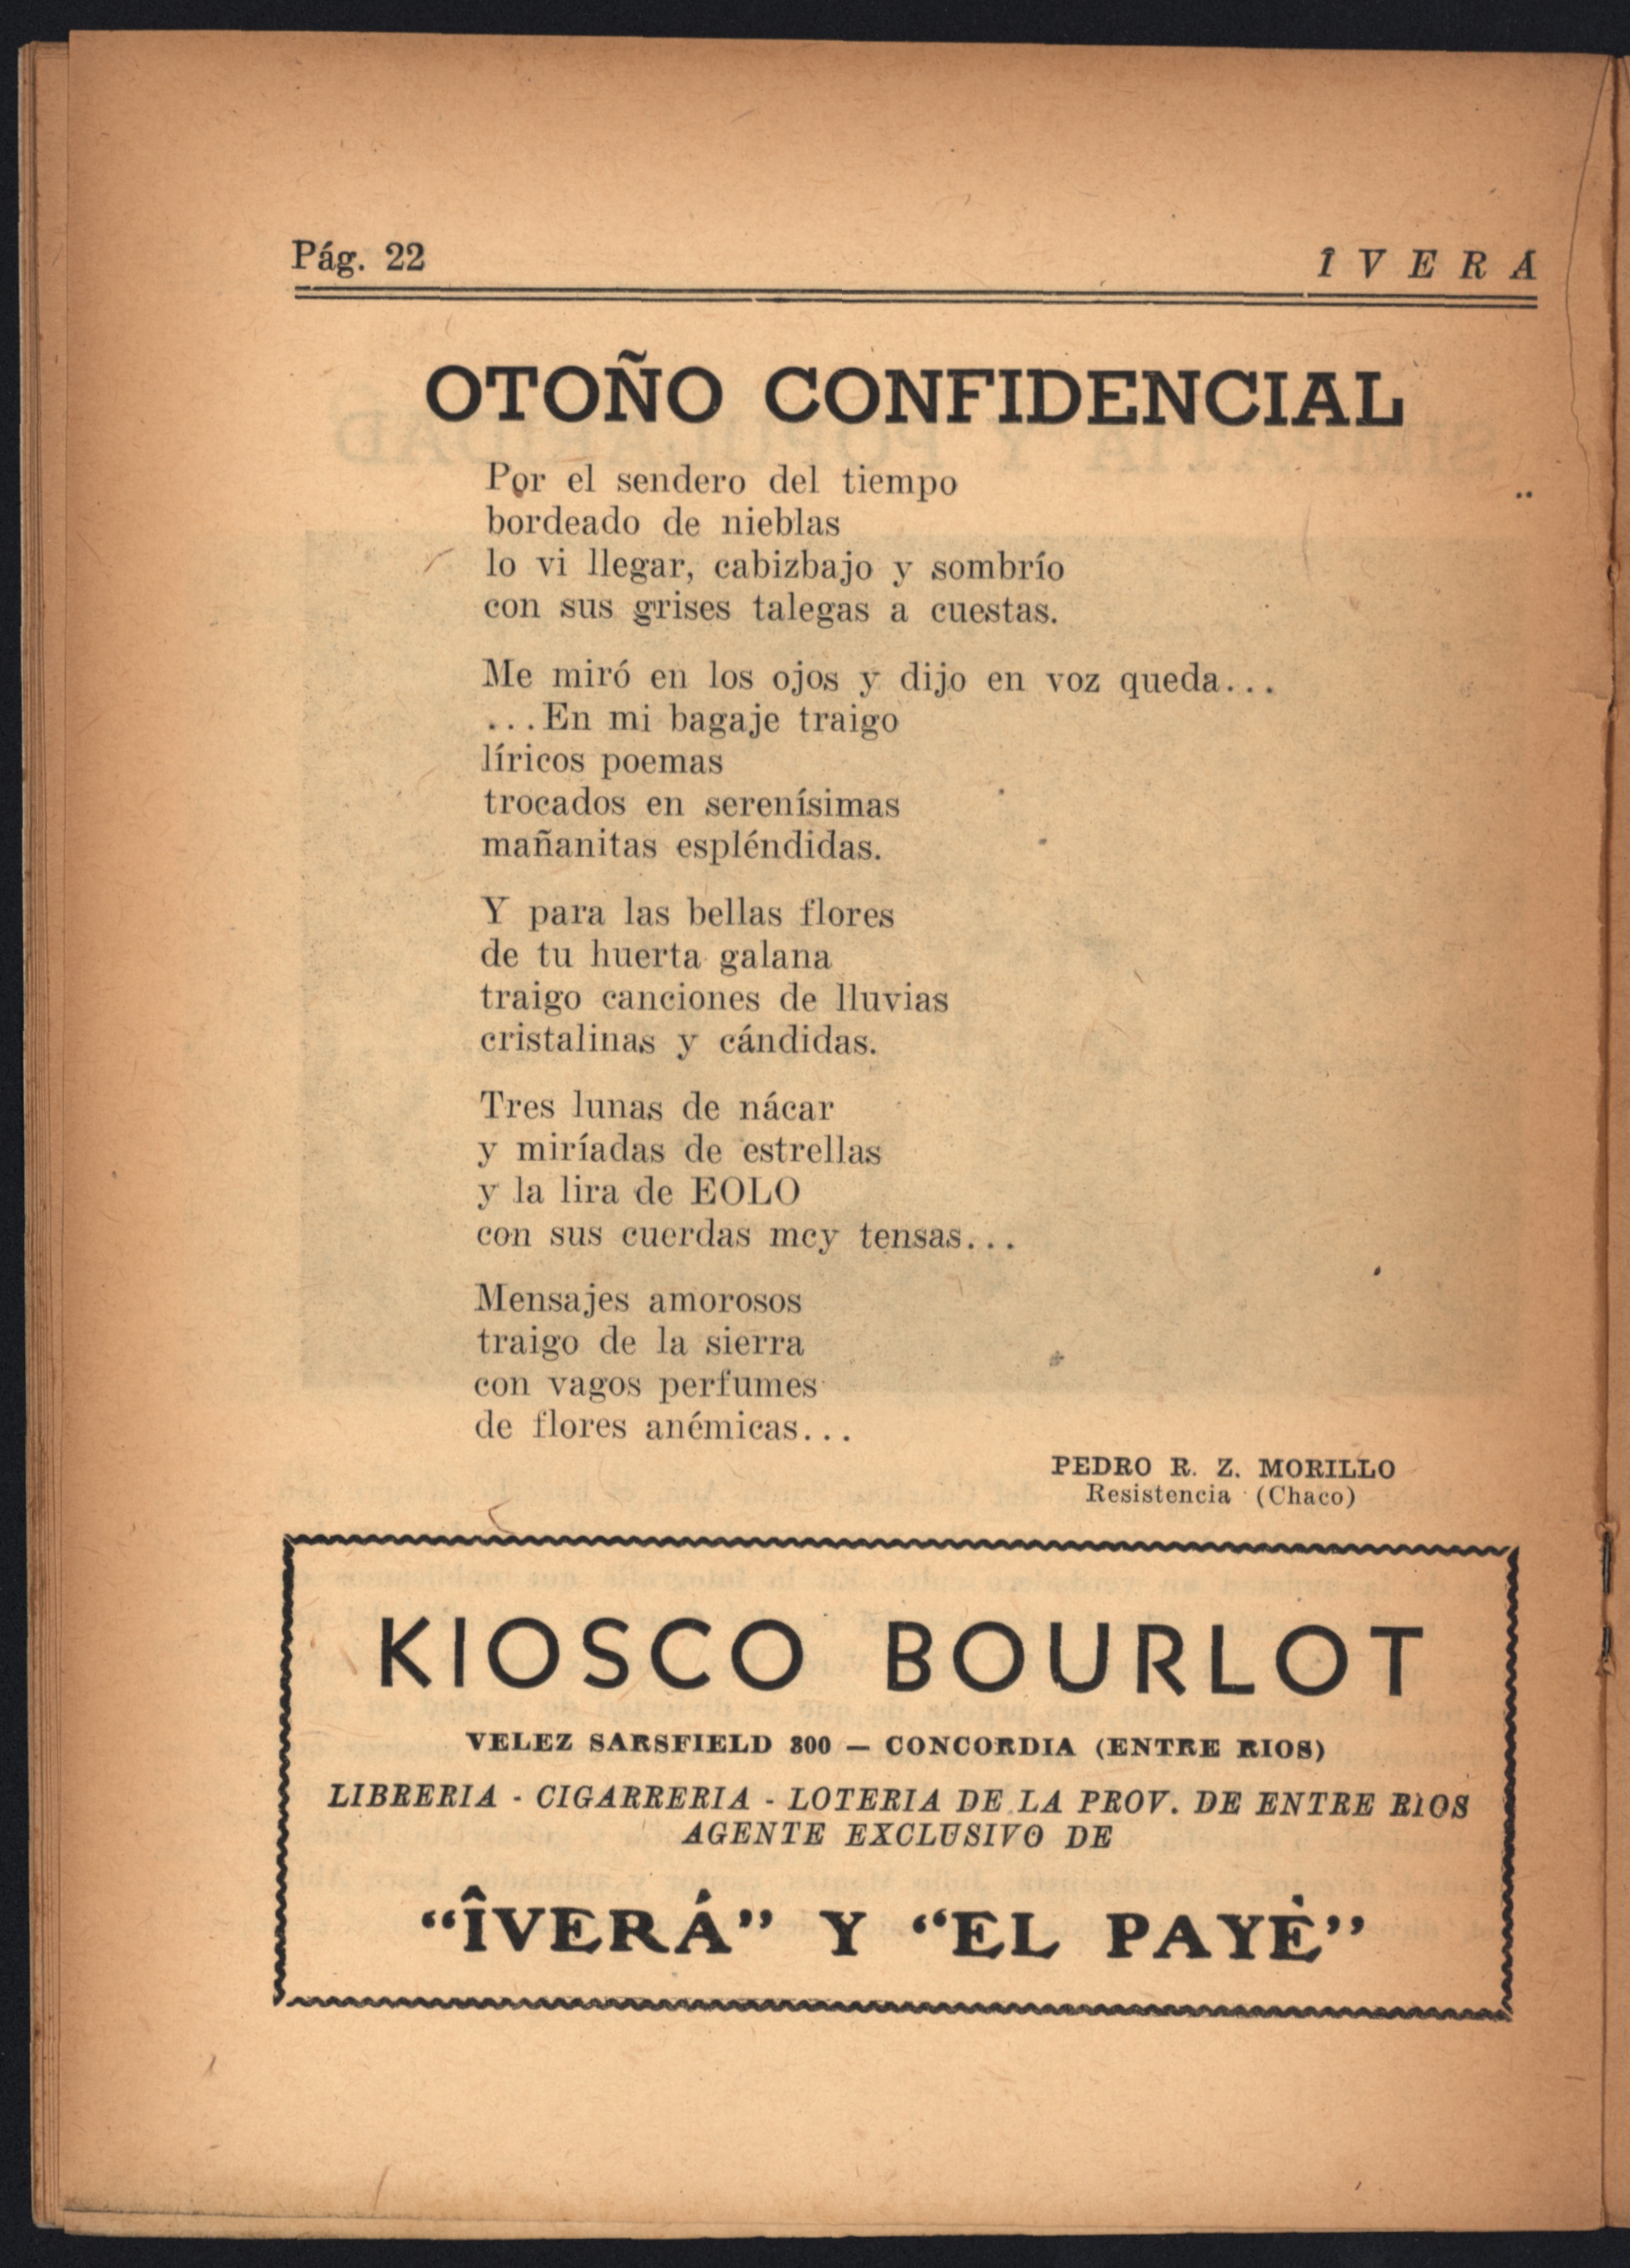 Pág. 22
ÎVERÁ
OTOÑO CONFIDENCIAL
Por el sendero del tiempo
bordeado de nieblas
lo vi llegar, cabizbajo y sombrío
con sus grises talegas a cuestas.
Me miró en los ojos y dijo en voz queda...
...En mi bagaje traigo
líricos poemas
trocados en serenísimas
mañanitas espléndidas.
Y para las bellas flores
de tu huerta galana
traigo canciones de lluvias
cristalinas y cándidas.
Tres lunas de nácar
y miríadas de estrellas
y la lira de EOLO
con sus cuerdas mcy tensas...
Mensajes amorosos
traigo de la sierra
con vagos perfumes
de flores anémicas...
PEDRO R. Z. MORILLO
Resistencia (Chaco)
KIOSCO BOURLOT
VELEZ SARSFIELD 300 — CONCORDIA (ENTRE RIOS)
LIBRERIA - CIGARRERIA - LOTERIA DE LA PROV. DE ENTRE RÌOS
AGENTE EXCLUSIVO DE
“ÎVERÁ” Y “EL PAYÉ”